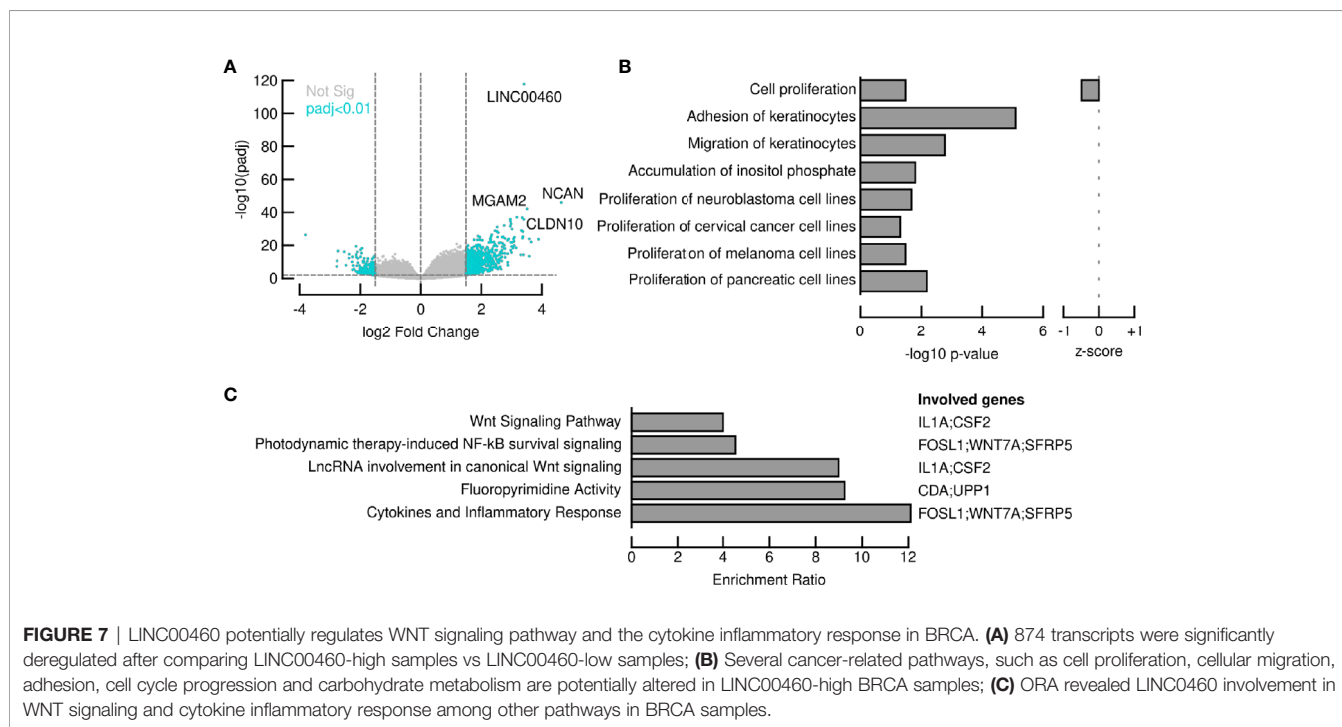 A
120
100
80
60
40
20
0
-log10(padj)
Not Sig
padj<0.01
LINC00460
MGAM2
NCAN
CLDN10
-4
-2
0
2
4
log2 Fold Change
B
Cell proliferation
Adhesion of keratinocytes
Migration of keratinocytes
Accumulation of inositol phosphate
Proliferation of neuroblastoma cell lines
Proliferation of cervical cancer cell lines
Proliferation of melanoma cell lines
Proliferation of pancreatic cell lines
0
2
4
6
-log10 p-value
-1
0
+1
z-score
C
Involved genes
Wnt Signaling Pathway
IL1A;CSF2
Photodynamic therapy-induced NF-kB survival signaling
FOSL1;WNT7A;SFRP5
LncRNA involvement in canonical Wnt signaling
IL1A;CSF2
Fluoropyrimidine Activity
CDA;UPP1
Cytokines and Inflammatory Response
FOSL1;WNT7A;SFRP5
0
2
4
6
8
10
12
Enrichment Ratio
FIGURE 7 | LINC00460 potentially regulates WNT signaling pathway and the cytokine inflammatory response in BRCA. (A) 874 transcripts were significantly
deregulated after comparing LINC00460-high samples vs LINC00460-low samples; (B) Several cancer-related pathways, such as cell proliferation, cellular migration,
adhesion, cell cycle progression and carbohydrate metabolism are potentially altered in LINC00460-high BRCA samples; (C) ORA revealed LINC0460 involvement in
WNT signaling and cytokine inflammatory response among other pathways in BRCA samples.